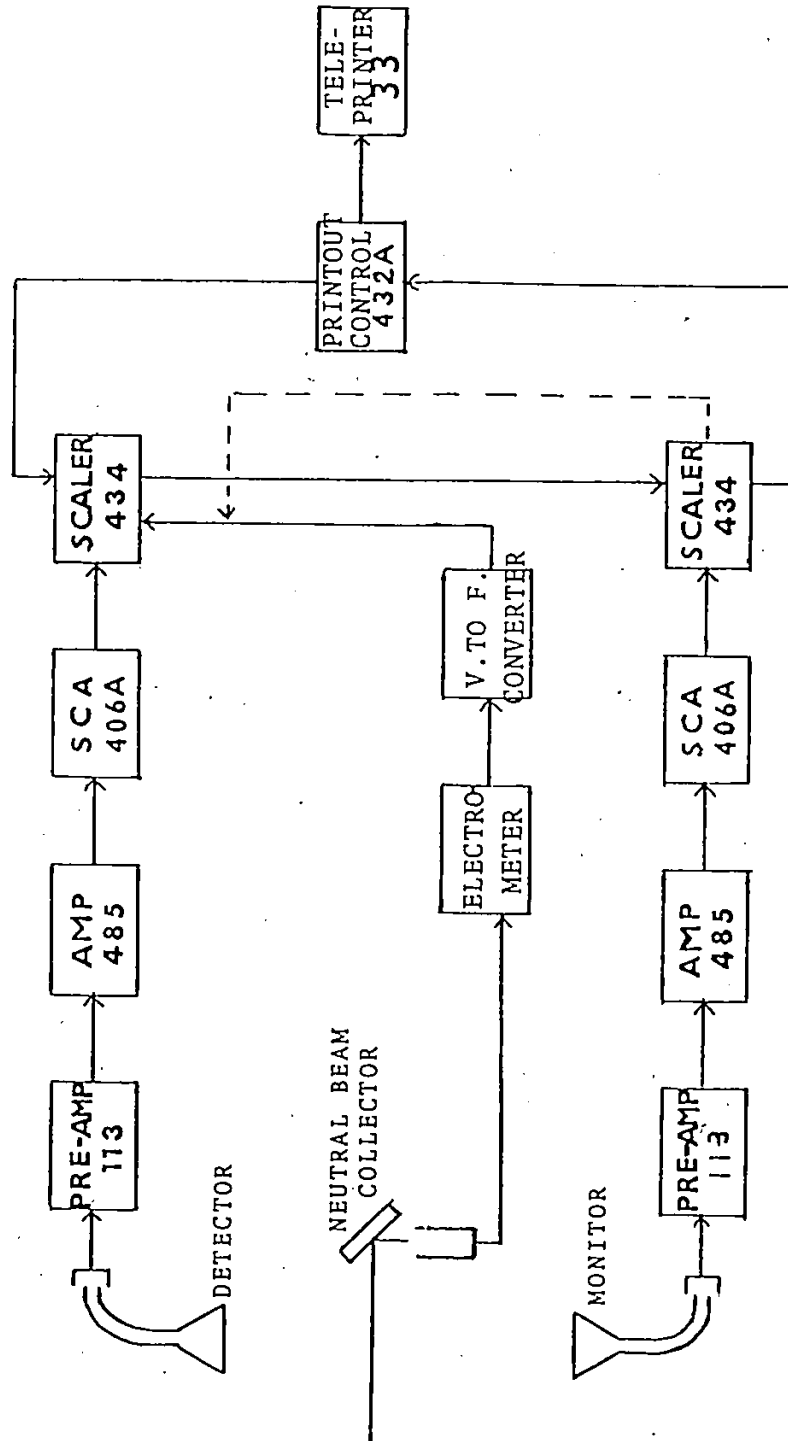 DETECTOR
PRE-AMP
113
AMP
485
SCA
406A
SCALER
434
NEUTRAL BEAM
COLLECTOR
ELECTRO
METER
V.TO F.
CONVERTER
PRINTOUT
CONTROL
432A
TELE-
PRINTER
33
MONITOR
PRE-AMP
113
AMP
485
SCA
406A
SCALER
434